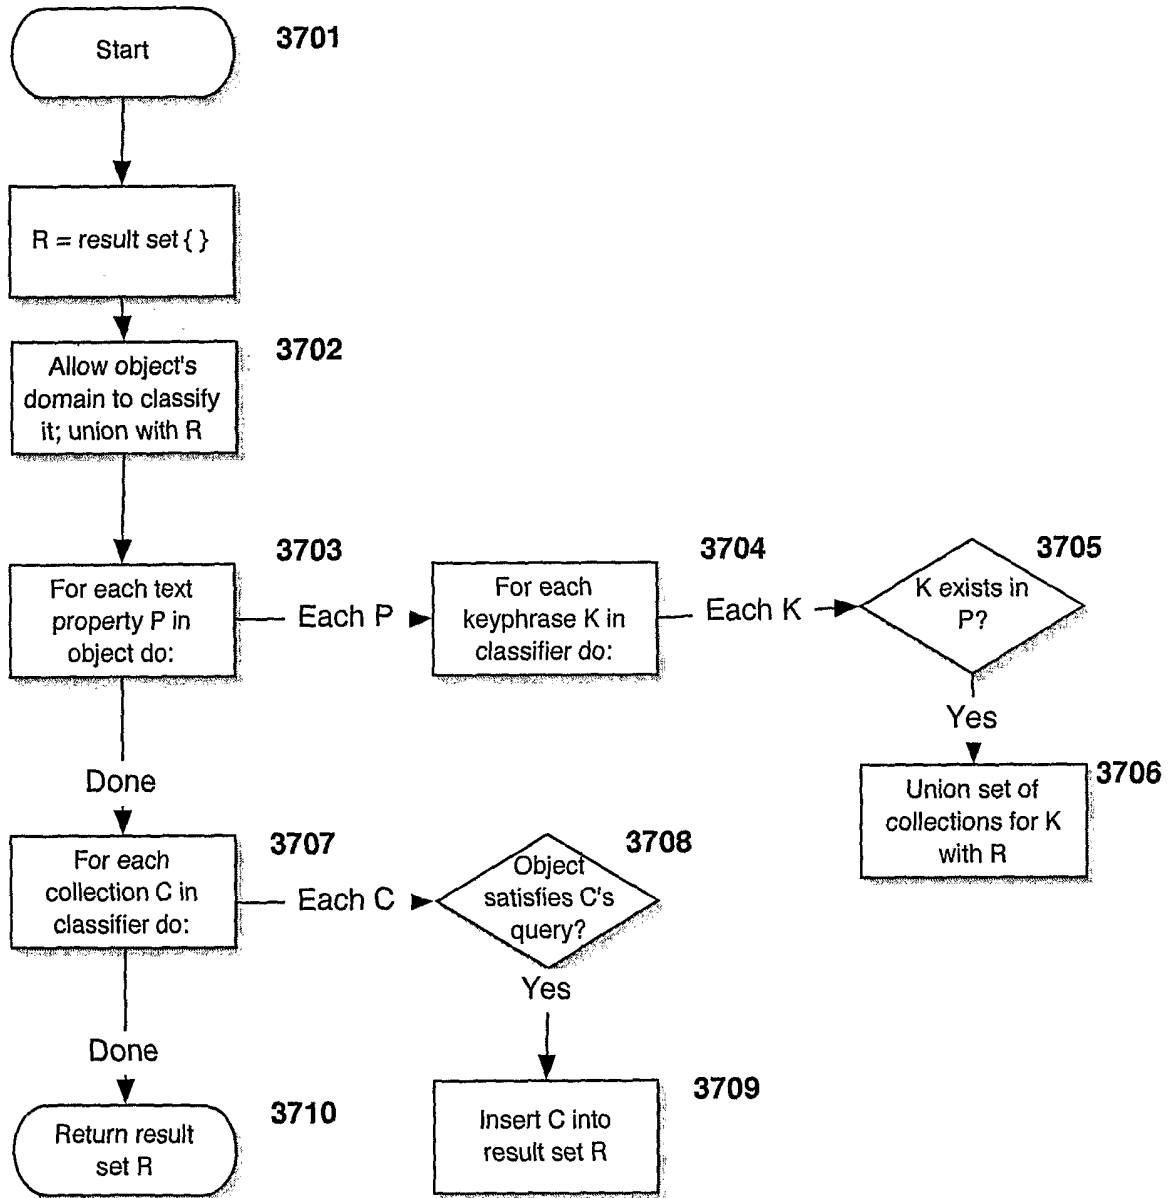 Start
3701
R = result set { }
3702
Allow object's
domain to classify
it; union with R
3703
For each text
property P in
object do:
Each P
3704
For each
keyphrase K in
classifier do:
Each K
3705
K exists in
P?
Yes
3706
Union set of
collections for K
with R
Done
3707
For each
collection C in
classifier do:
Each C
3708
Object
satisfies C's
query?
Yes
3709
Insert C into
result set R
Done
3710
Return result
set R